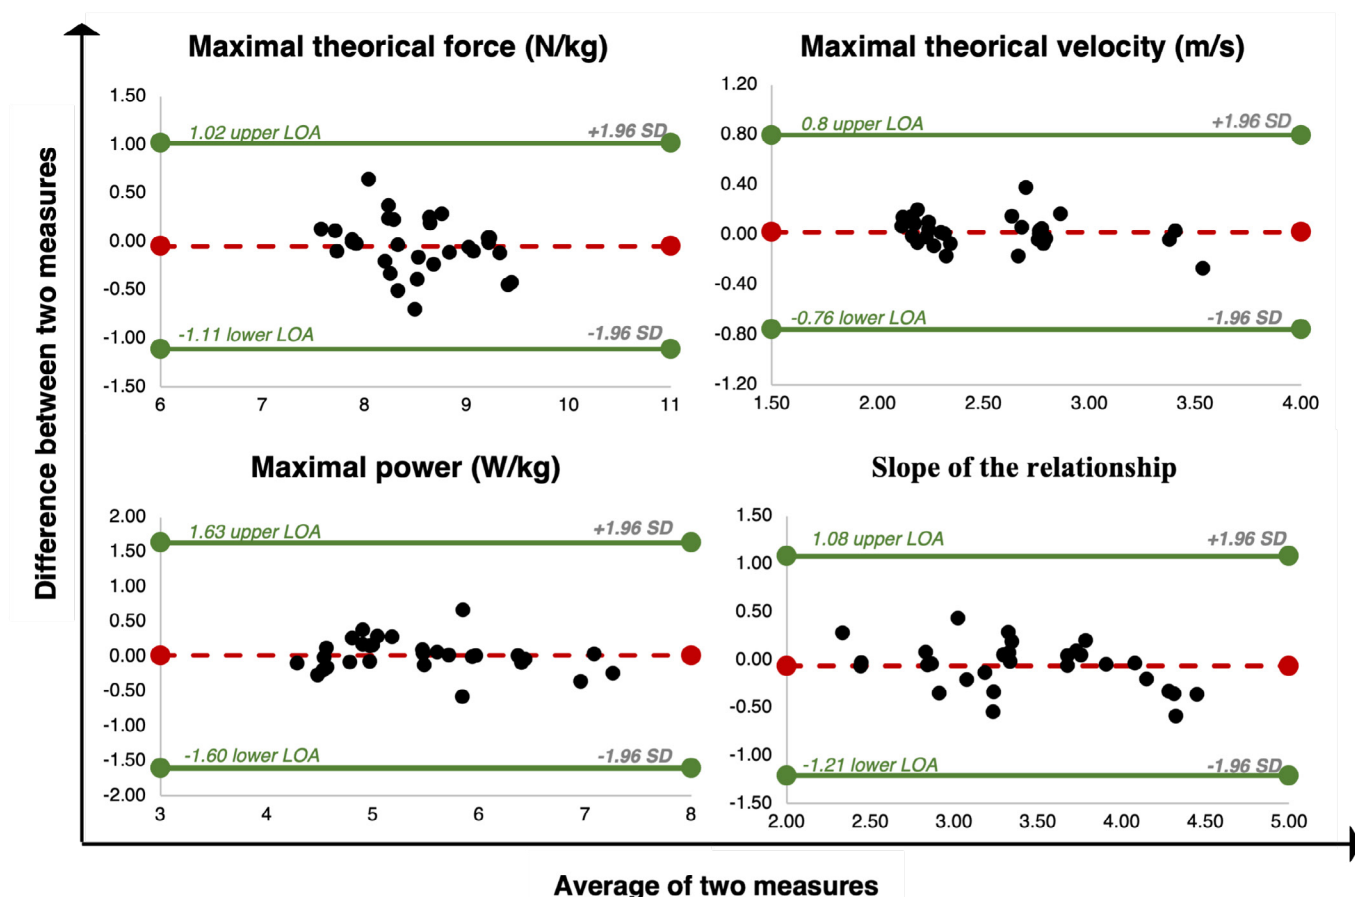 Difference between two measures
Maximal theorical force (N/kg)
1.50
1.00
0.50
0.00
-0.50
-1.00
-1.50
1.02 upper LOA
+1.96 SD
-1.11 lower LOA
-1.96 SD
6 7 8 9 10 11
Maximal theorical velocity (m/s)
1.20
0.80
0.40
0.00
-0.40
-0.80
-1.20
0.8 upper LOA
+1.96 SD
-0.76 lower LOA
-1.96 SD
1.50 2.00 2.50 3.00 3.50 4.00
Maximal power (W/kg)
2.00
1.50
1.00
0.50
0.00
-0.50
-1.00
-1.50
-2.00
1.63 upper LOA
+1.96 SD
-1.60 lower LOA
-1.96 SD
3 4 5 6 7 8
Slope of the relationship
1.50
1.00
0.50
0.00
-0.50
-1.00
-1.50
1.08 upper LOA
+1.96 SD
-1.21 lower LOA
-1.96 SD
2.00 2.50 3.00 3.50 4.00 4.50 5.00
Average of two measures